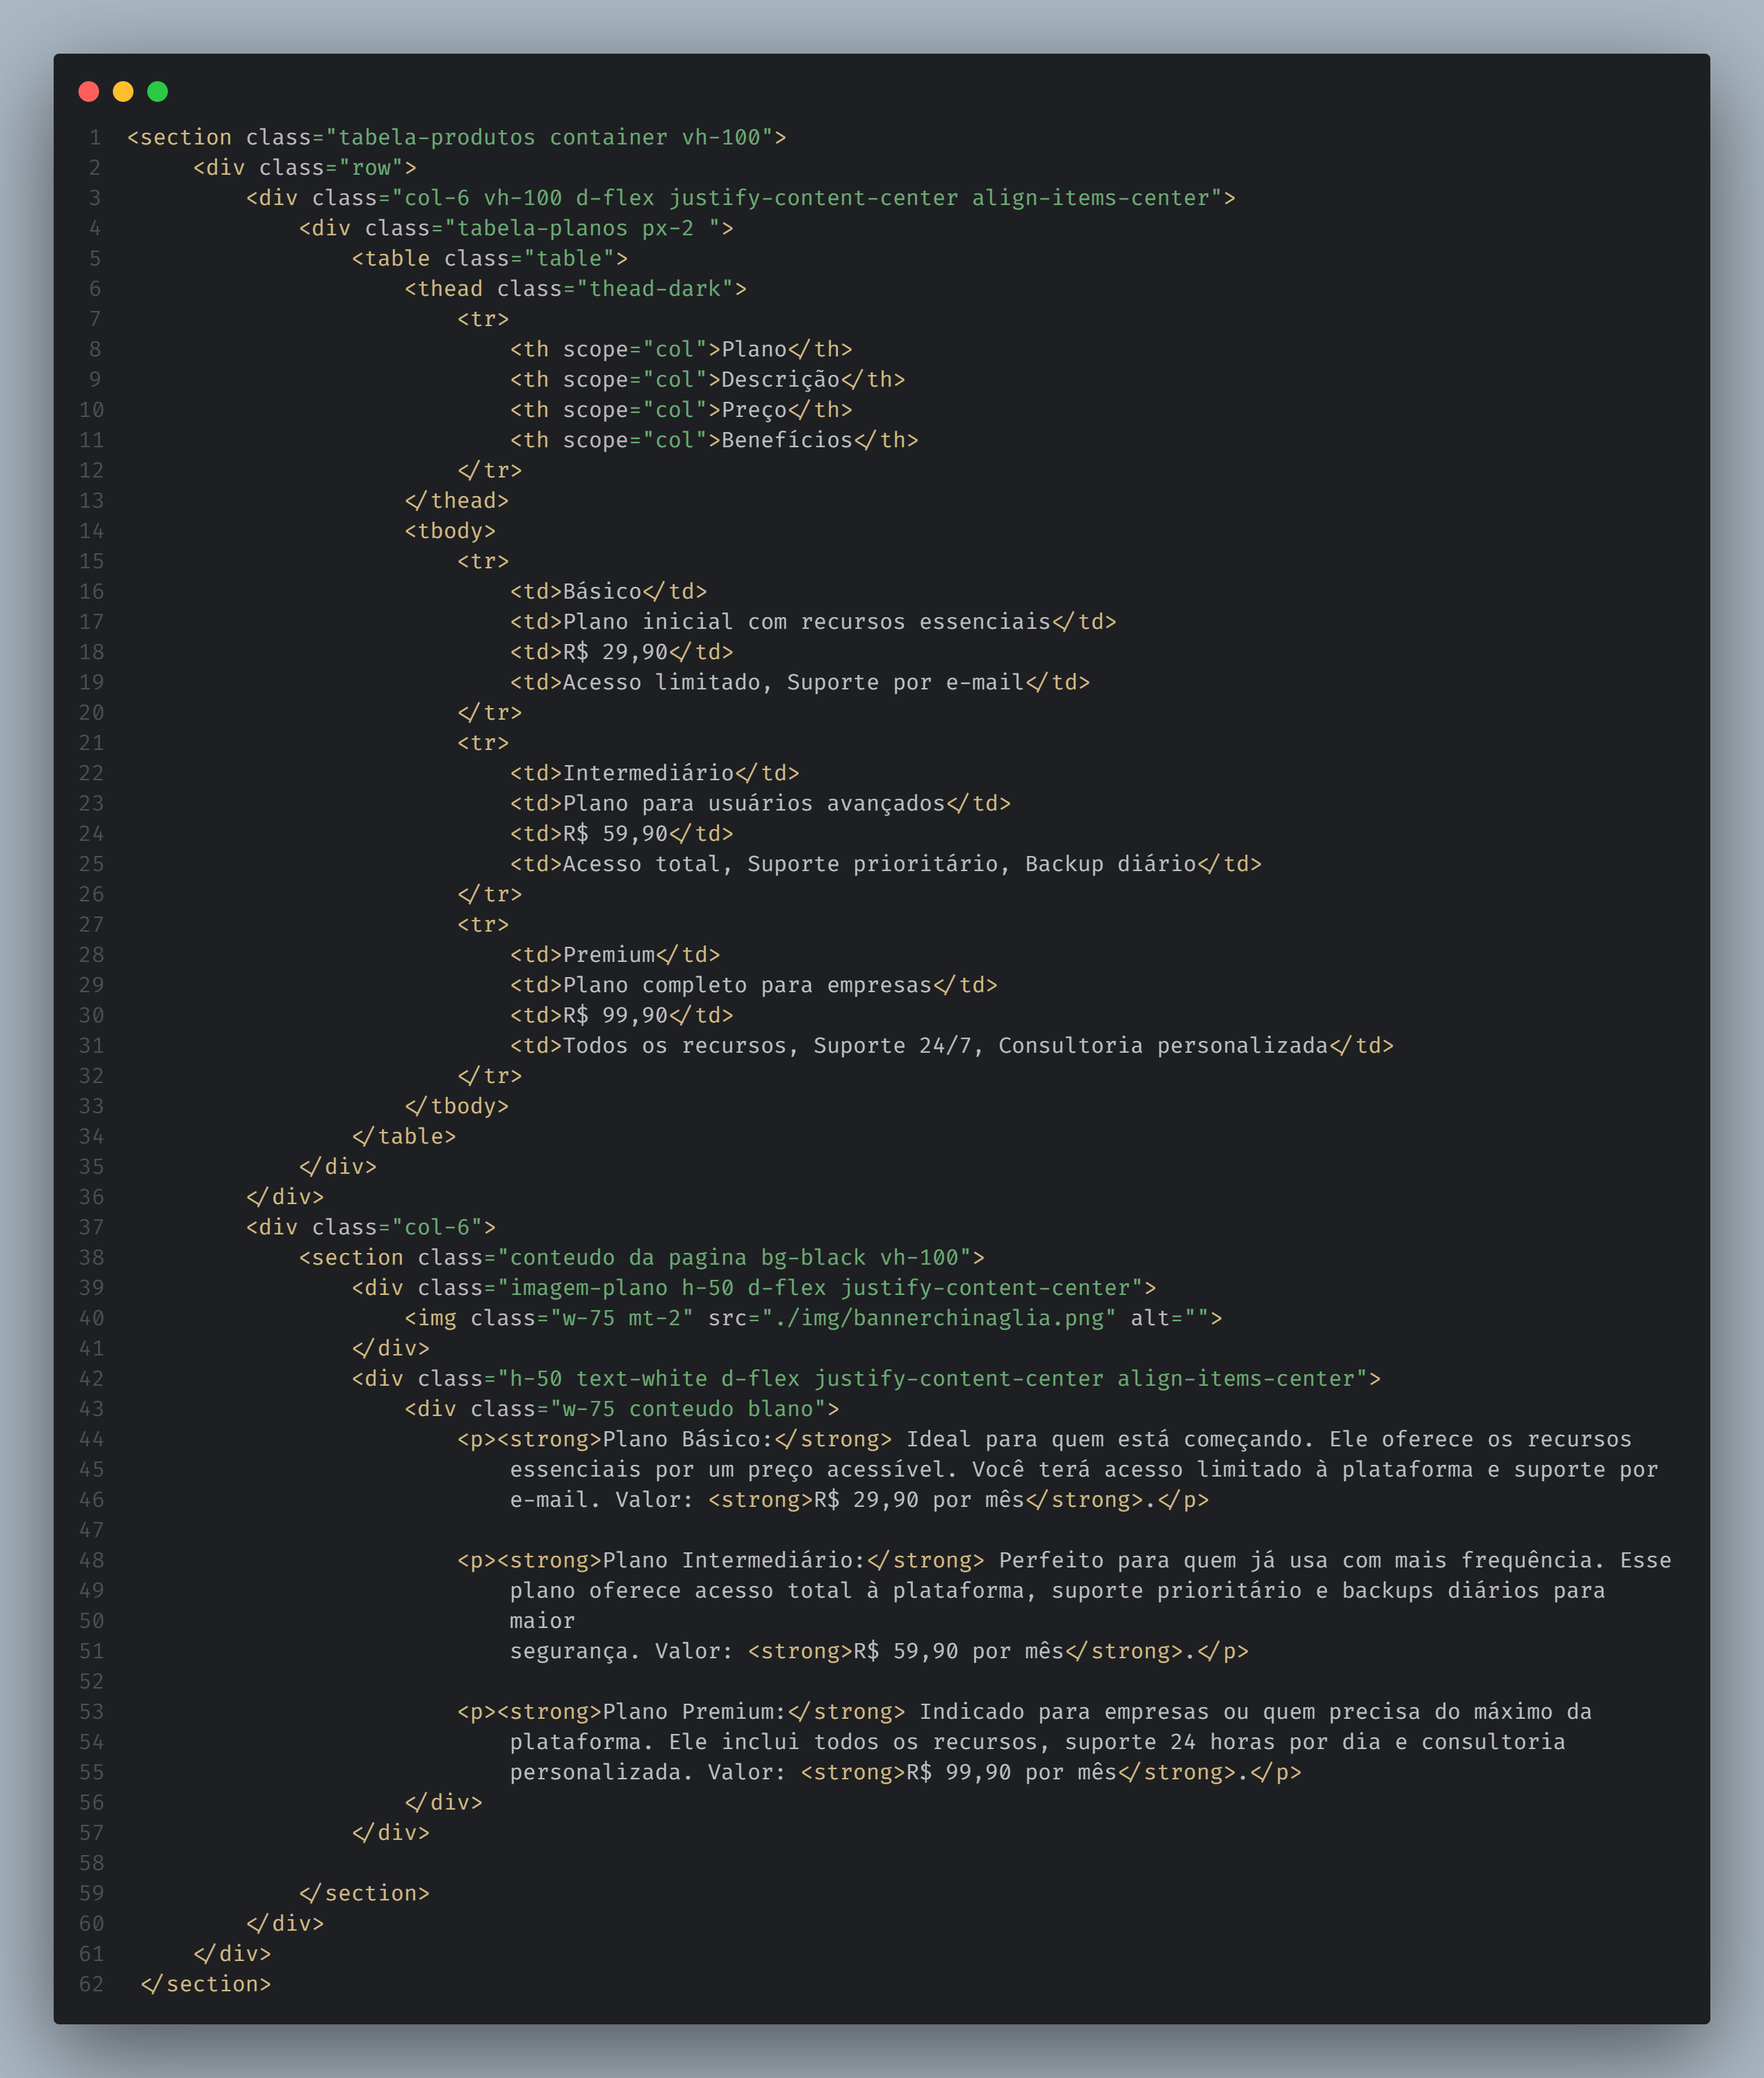 1 <section class="tabela-produtos container vh-100">
2 <div class="row">
3 <div class="col-6 vh-100 d-flex justify-content-center align-items-center">
4 <div class="tabela-planos px-2 ">
5 <table class="table">
6 <thead class="thead-dark">
7 <tr>
8 <th scope="col">Plano</th>
9 <th scope="col">Descrição</th>
10 <th scope="col">Preço</th>
11 <th scope="col">Benefícios</th>
12 </tr>
13 </thead>
14 <tbody>
15 <tr>
16 <td>Básico</td>
17 <td>Plano inicial com recursos essenciais</td>
18 <td>R$ 29,90</td>
19 <td>Acesso limitado, Suporte por e-mail</td>
20 </tr>
21 <tr>
22 <td>Intermediário</td>
23 <td>Plano para usuários avançados</td>
24 <td>R$ 59,90</td>
25 <td>Acesso total, Suporte prioritário, Backup diário</td>
26 </tr>
27 <tr>
28 <td>Premium</td>
29 <td>Plano completo para empresas</td>
30 <td>R$ 99,90</td>
31 <td>Todos os recursos, Suporte 24/7, Consultoria personalizada</td>
32 </tr>
33 </tbody>
34 </table>
35 </div>
36 </div>
37 <div class="col-6">
38 <section class="conteudo da pagina bg-black vh-100">
39 <div class="imagem-plano h-50 d-flex justify-content-center">
40 <img class="w-75 mt-2" src="./img/bannerchinaglia.png" alt="">
41 </div>
42 <div class="h-50 text-white d-flex justify-content-center align-items-center">
43 <div class="w-75 conteudo blano">
44 <p><strong>Plano Básico:</strong> Ideal para quem está começando. Ele oferece os recursos
45 essenciais por um preço acessível. Você terá acesso limitado à plataforma e suporte por
46 e-mail. Valor: <strong>R$ 29,90 por mês</strong>.</p>
47
48 <p><strong>Plano Intermediário:</strong> Perfeito para quem já usa com mais frequência. Esse
49 plano oferece acesso total à plataforma, suporte prioritário e backups diários para
50 maior
51 segurança. Valor: <strong>R$ 59,90 por mês</strong>.</p>
52
53 <p><strong>Plano Premium:</strong> Indicado para empresas ou quem precisa do máximo da
54 plataforma. Ele inclui todos os recursos, suporte 24 horas por dia e consultoria
55 personalizada. Valor: <strong>R$ 99,90 por mês</strong>.</p>
56 </div>
57 </div>
58
59 </section>
60 </div>
61 </div>
62 </section>